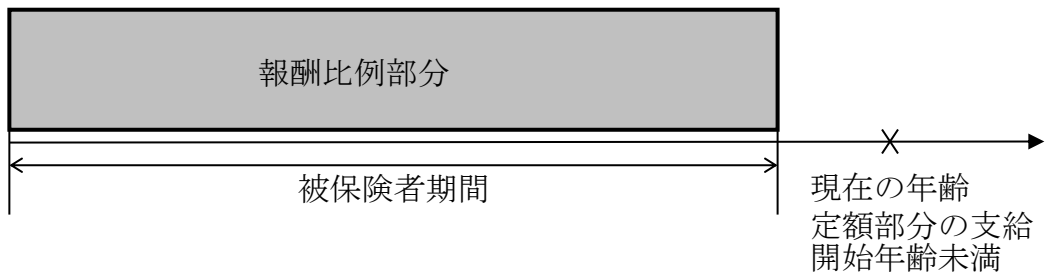 報酬比例部分
被保険者期間
現在の年齢
定額部分の支給
開始年齢未満